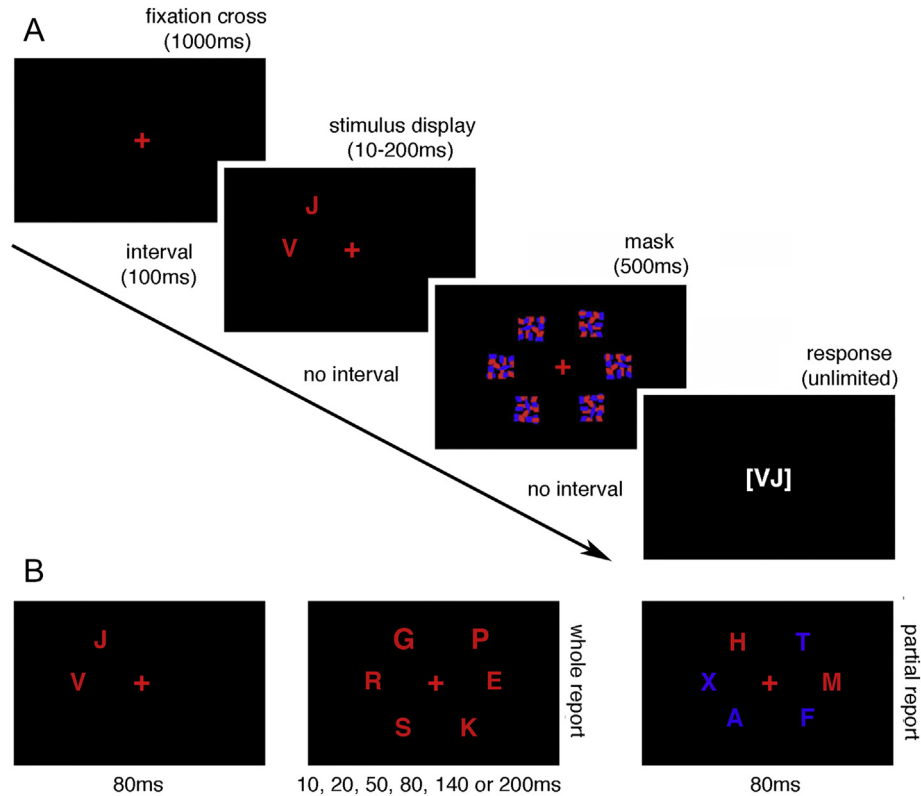 A
fixation cross
(1000ms)
+
stimulus display
(10-200ms)
J
V +
interval
(100ms)
mask
(500ms)
+
no interval
response
(unlimited)
[VJ]
no interval
B
J
V +
80ms
G P
R + E
S K
whole report
10, 20, 50, 80, 140 or 200ms
H T
X + M
A F
partial report
80ms